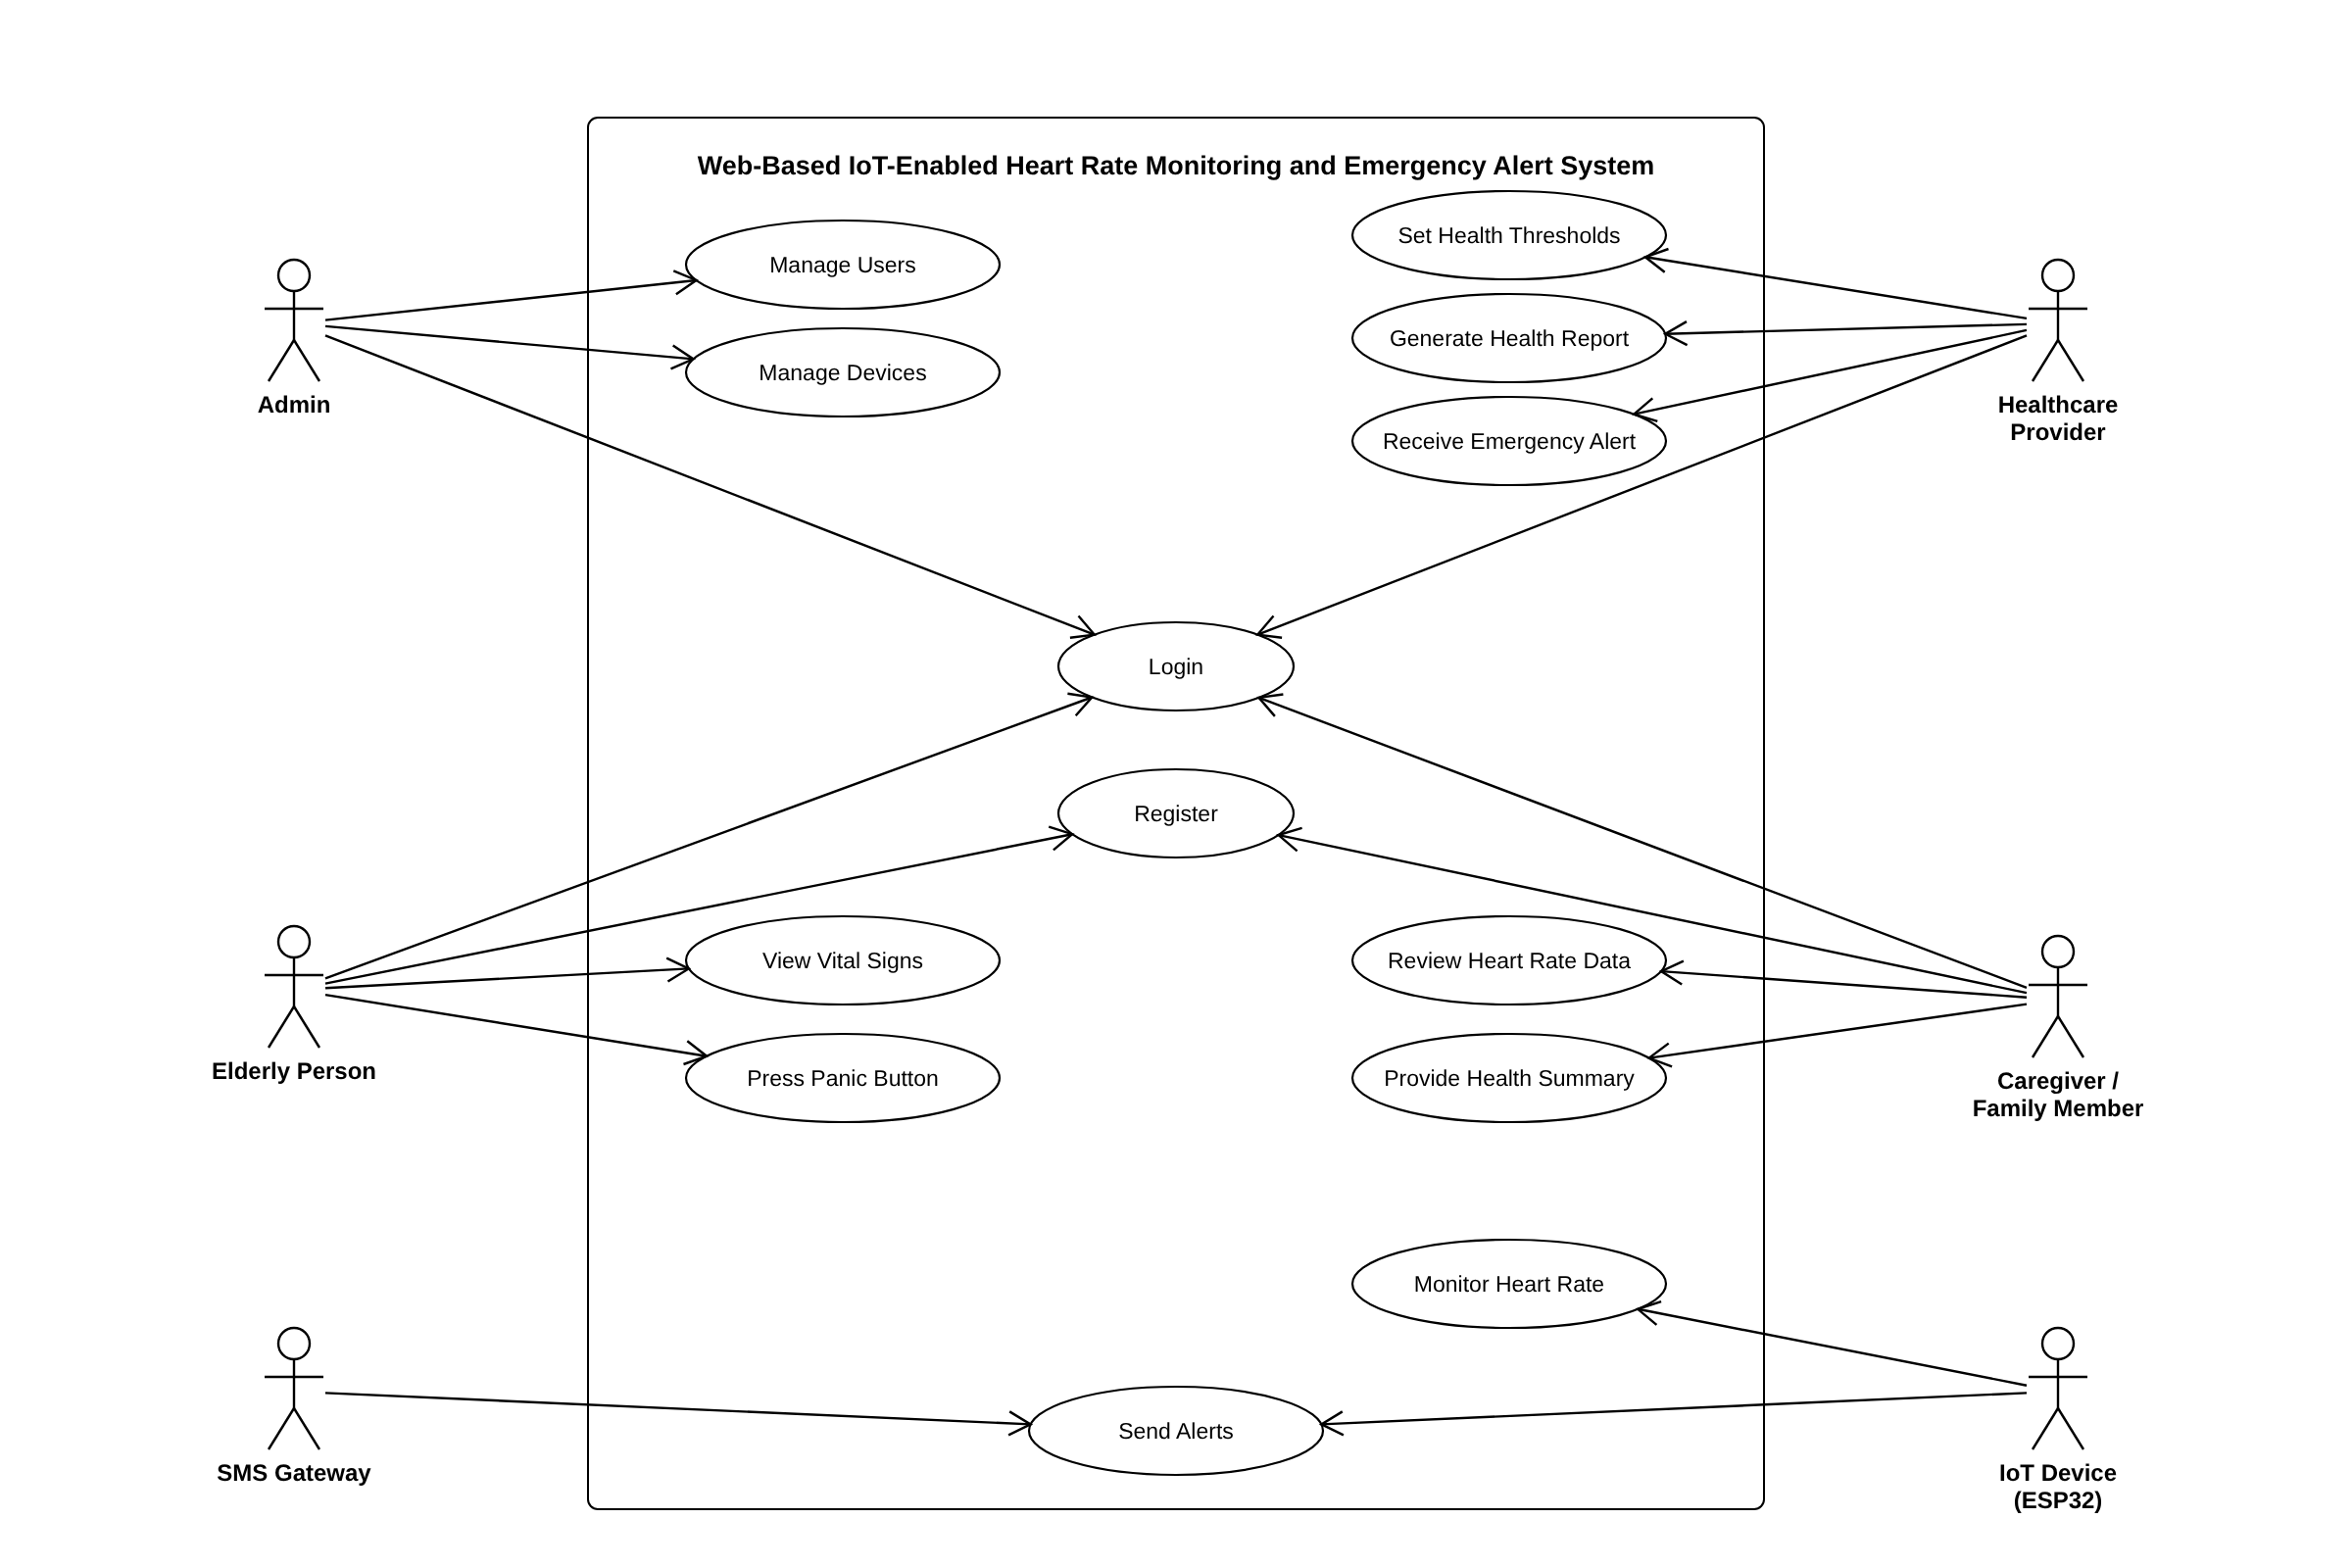 Web-Based IoT-Enabled Heart Rate Monitoring and Emergency Alert System
Set Health Thresholds
Manage Users
Generate Health Report
Manage Devices
Admin
Healthcare
Provider
Receive Emergency Alert
Login
Register
View Vital Signs
Review Heart Rate Data
Elderly Person
Press Panic Button
Provide Health Summary
Caregiver /
Family Member
Monitor Heart Rate
Send Alerts
SMS Gateway
IoT Device
(ESP32)